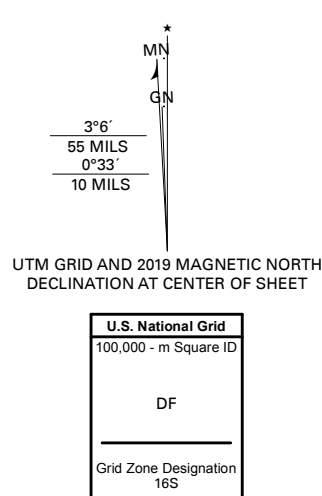 MN
GN
3°6´
55 MILS
0°33´
10 MILS
UTM GRID AND 2019 MAGNETIC NORTH
DECLINATION AT CENTER OF SHEET
U.S. National Grid
100,000 - m Square ID
DF
Grid Zone Designation
16S